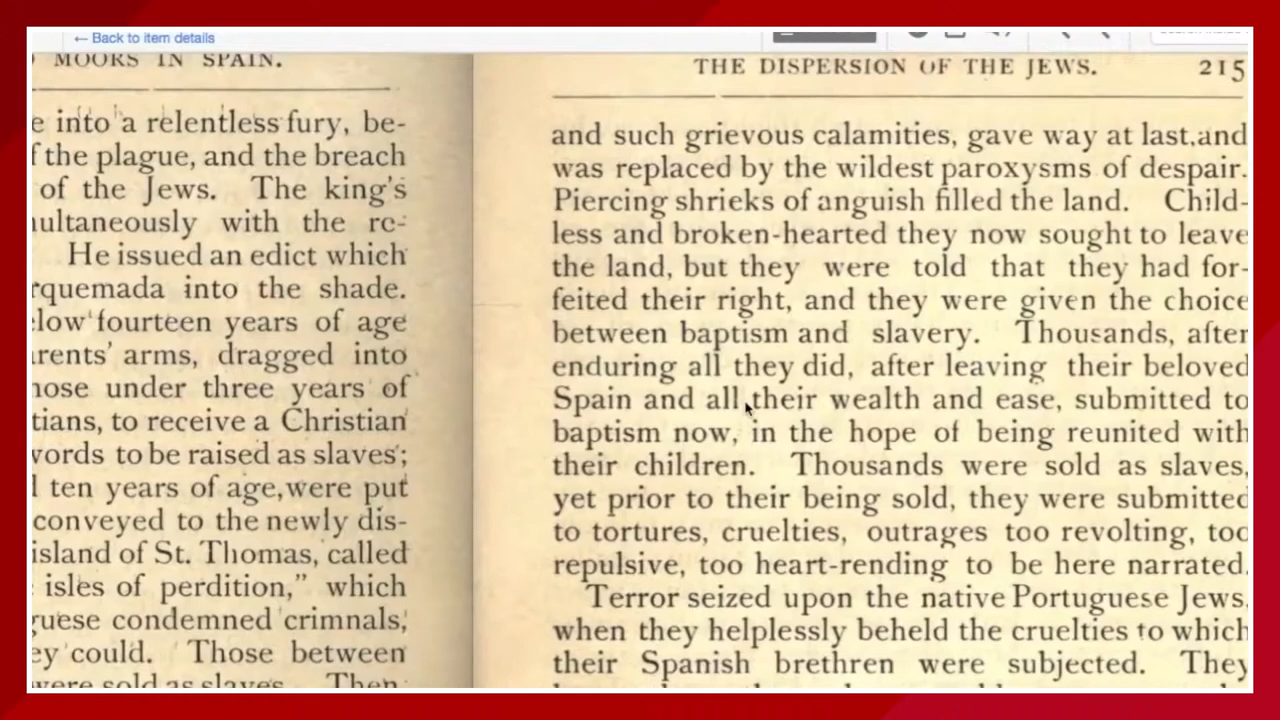 ← Back to item details
MOORS IN SPAIN.
e into a relentless fury, be-
f the plague, and the breach
of the Jews. The king's
multaneously with the re-
He issued an edict which
rquemada into the shade.
low fourteen years of age
arents' arms, dragged into
hose under three years of
tians, to receive a Christian
words to be raised as slaves;
l ten years of age, were put
conveyed to the newly dis-
island of St. Thomas, called
isles of perdition," which
guese condemned crimnals,
ey could. Those between
were sold as slaves. Then
THE DISPERSION OF THE JEWS. 215
and such grievous calamities, gave way at last, and
was replaced by the wildest paroxysms of despair.
Piercing shrieks of anguish filled the land. Child-
less and broken-hearted they now sought to leave
the land, but they were told that they had for-
feited their right, and they were given the choice
between baptism and slavery. Thousands, after
enduring all they did, after leaving their beloved
Spain and all their wealth and ease, submitted to
baptism now, in the hope of being reunited with
their children. Thousands were sold as slaves,
yet prior to their being sold, they were submitted
to tortures, cruelties, outrages too revolting, too
repulsive, too heart-rending to be here narrated.
Terror seized upon the native Portuguese Jews,
when they helplessly beheld the cruelties to which
their Spanish brethren were subjected. They